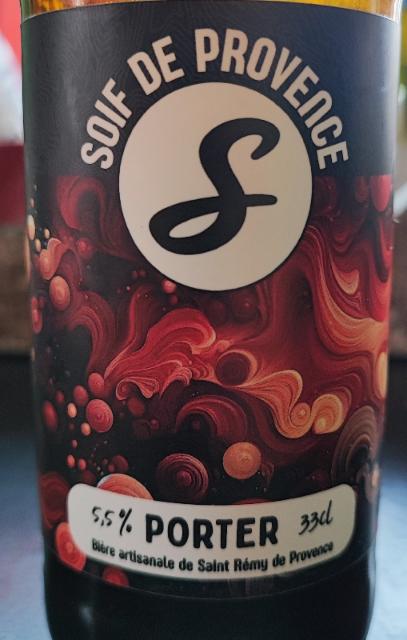 SOIF DE PROVENCE
S
5,5% PORTER 33cl
Bière artisanale de Saint Rémy de Provence